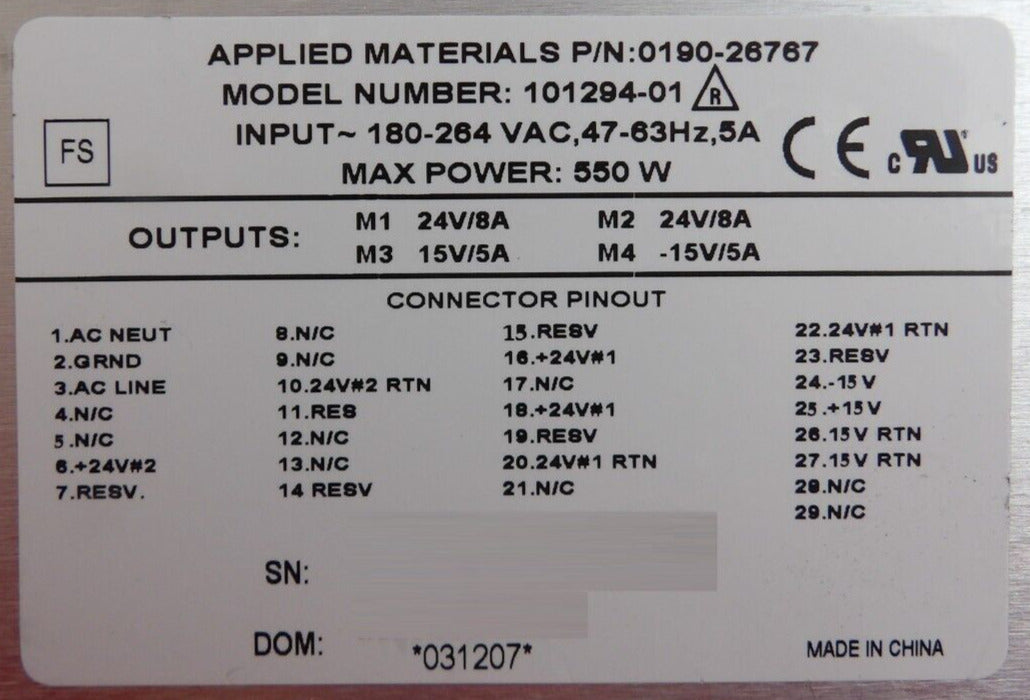 APPLIED MATERIALS P/N:0190-26767
MODEL NUMBER: 101294-01 R
INPUT~ 180-264 VAC,47-63Hz,5A
MAX POWER: 550 W
FS
CE
C RU US
OUTPUTS:
M1 24V/8A M2 24V/8A
M3 15V/5A M4 -15V/5A
CONNECTOR PINOUT
1.AC NEUT
2.GRND
3.AC LINE
4.N/C
5.N/C
6.+24V#2
7.RESV.
8.N/C
9.N/C
10.24V#2 RTN
11.RES
12.N/C
13.N/C
14 RESV
15.RESV
16.+24V#1
17.N/C
18.+24V#1
19.RESV
20.24V#1 RTN
21.N/C
22.24V#1 RTN
23.RESV
24.-15 V
25.+15 V
26.15 V RTN
27.15 V RTN
28.N/C
29.N/C
SN:
DOM: *031207*
MADE IN CHINA